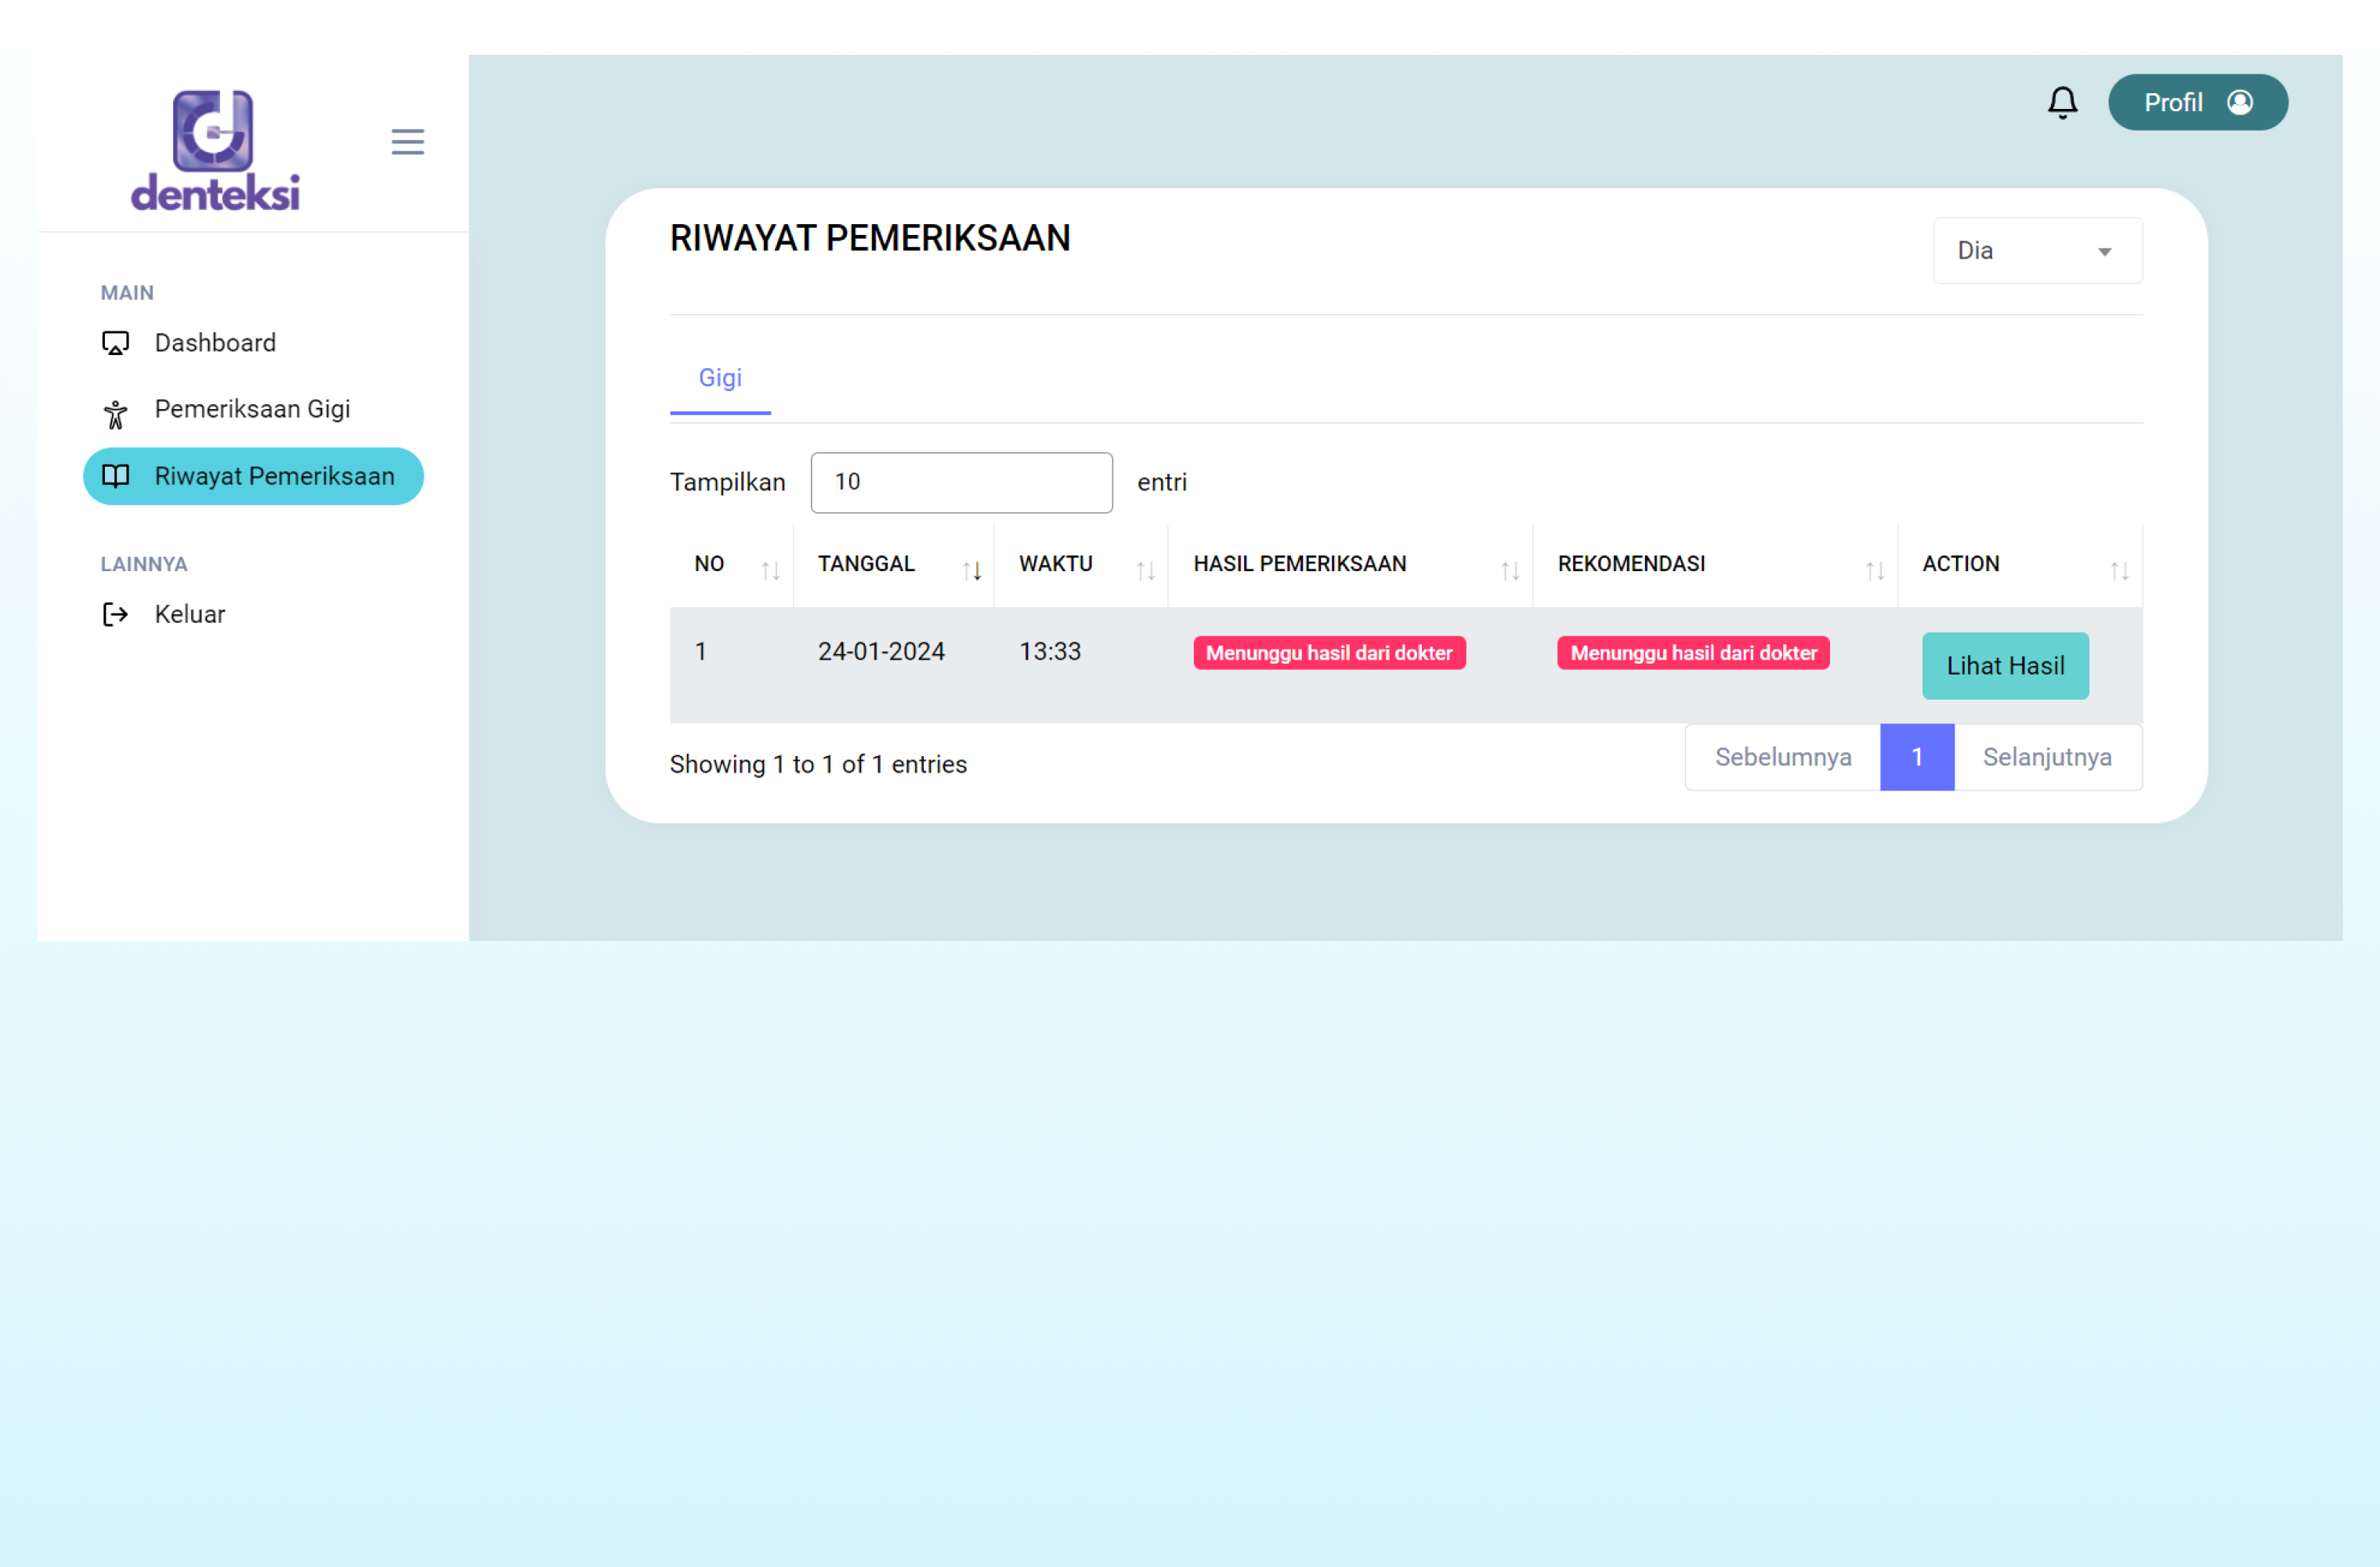 denteksi
Profil
MAIN
Dashboard
Pemeriksaan Gigi
Riwayat Pemeriksaan
LAINNYA
Keluar
RIWAYAT PEMERIKSAAN
Dia
Gigi
Tampilkan 10 entri
NO TANGGAL WAKTU HASIL PEMERIKSAAN REKOMENDASI ACTION
1 24-01-2024 13:33 Menunggu hasil dari dokter Menunggu hasil dari dokter Lihat Hasil
Showing 1 to 1 of 1 entries
Sebelumnya 1 Selanjutnya